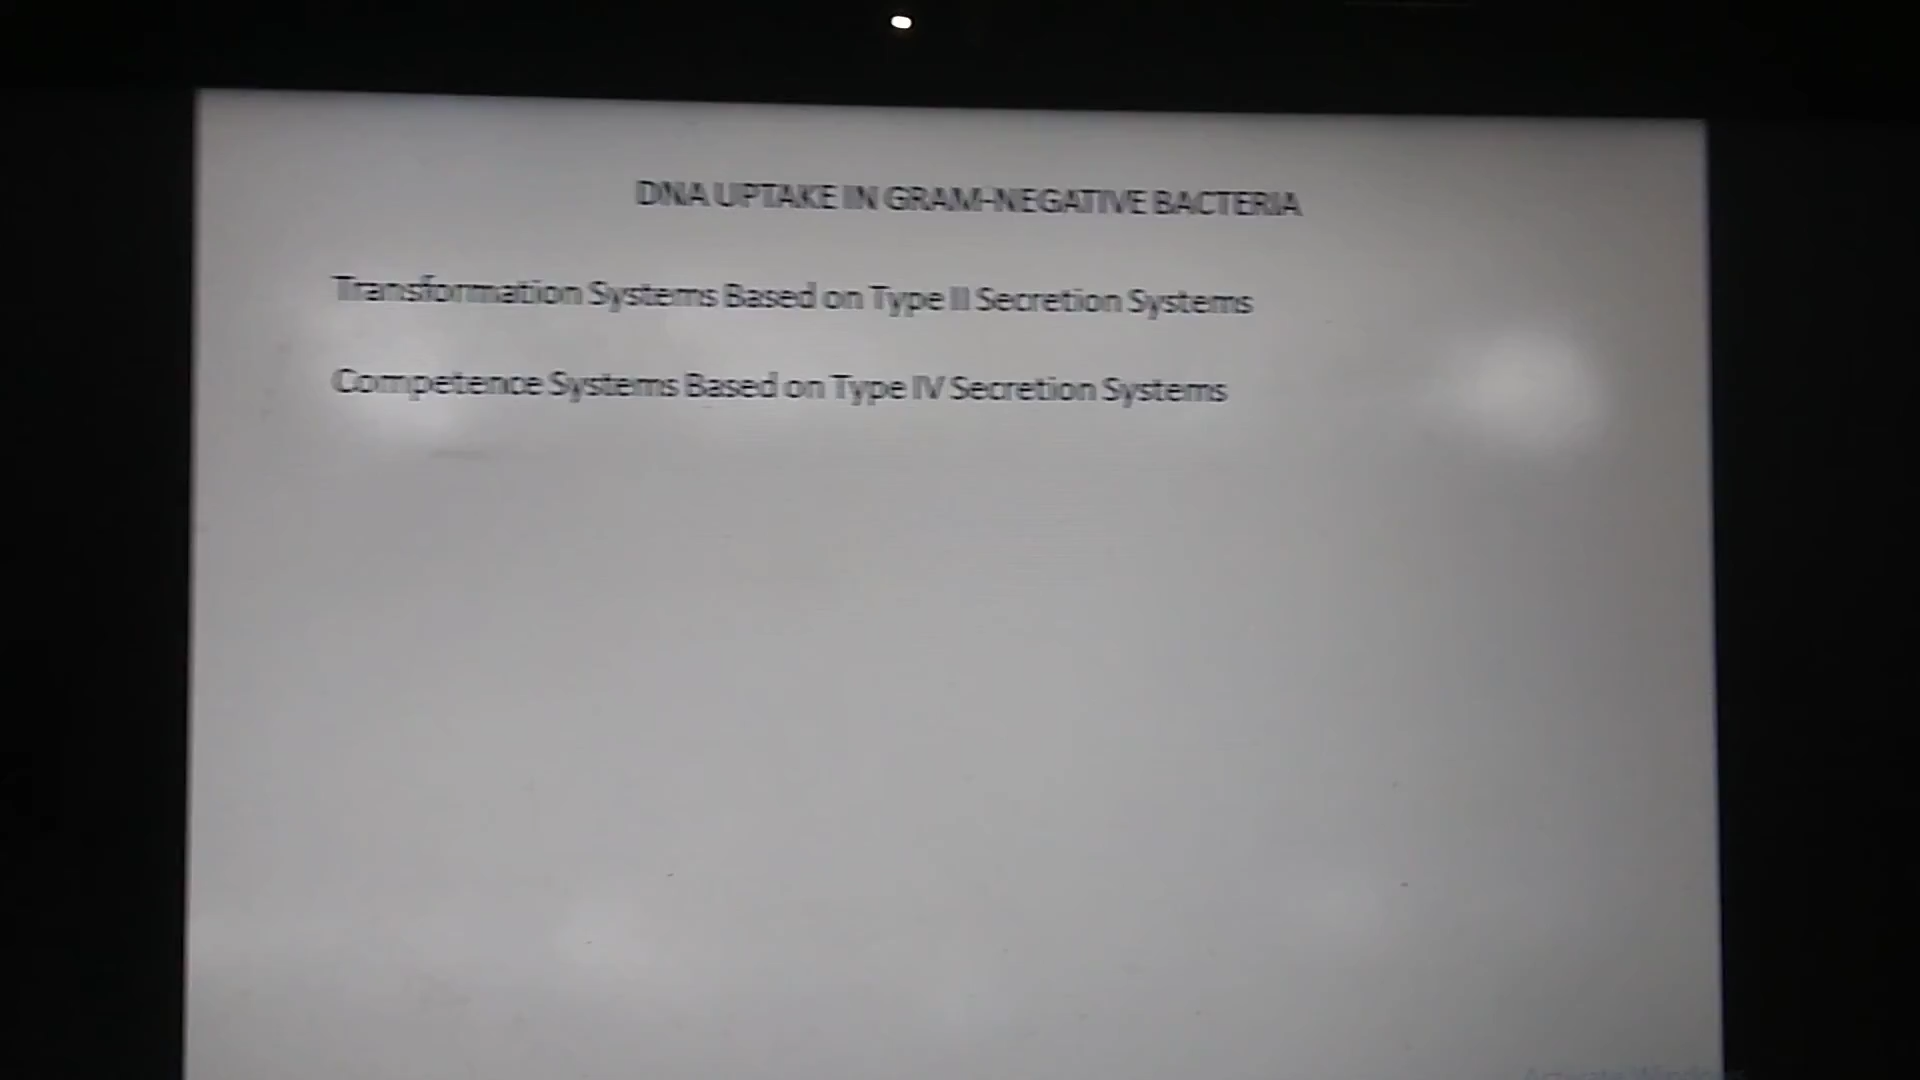 DNA UPTAKE IN GRAM-NEGATIVE BACTERIA
Transformation Systems Based on Type II Secretion Systems
Competence Systems Based on Type IV Secretion Systems